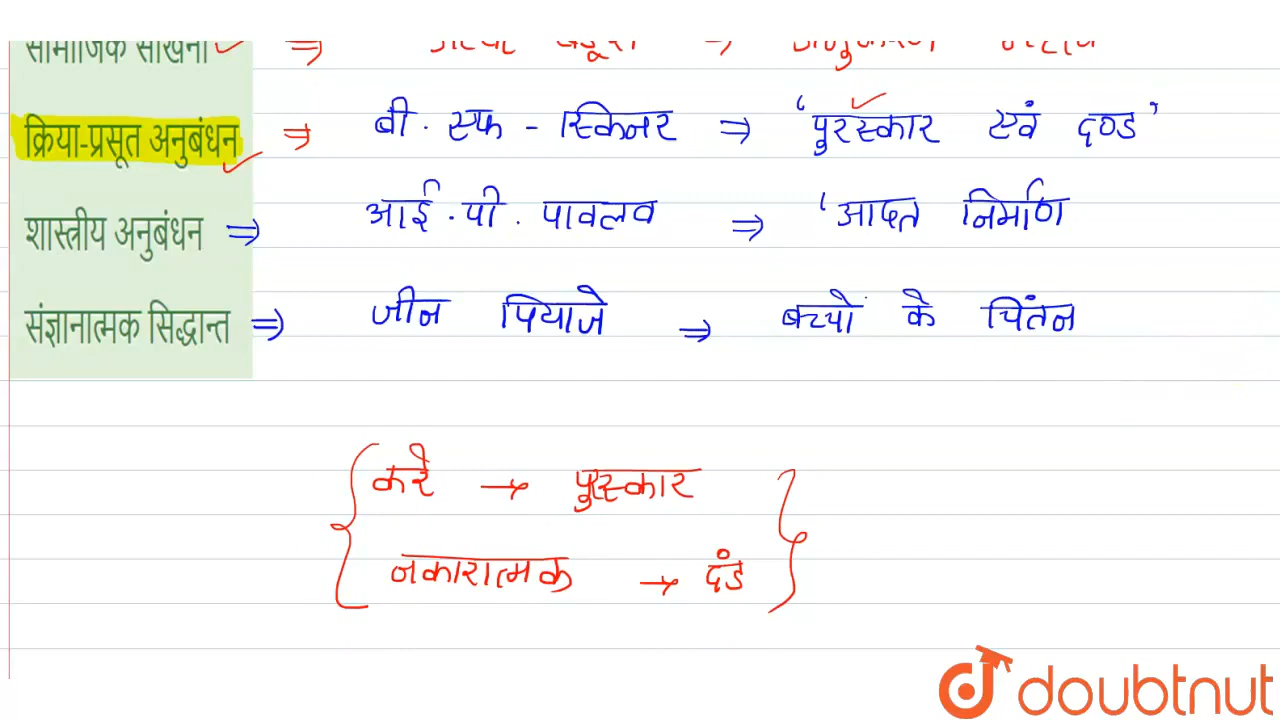 सामाजिक सीखना ⇒ ⇒
क्रिया-प्रसूत अनुबंधन ⇒ बी. एफ - स्किनर ⇒ 'पुरस्कार एवं दण्ड'
शास्त्रीय अनुबंधन ⇒ आई. पी. पावलव ⇒ 'आदत निर्माण
संज्ञानात्मक सिद्धान्त ⇒ जीन पियाजे ⇒ बच्चो के चिंतन
करे → पुरस्कार
नकारात्मक → दंड
doubtnut